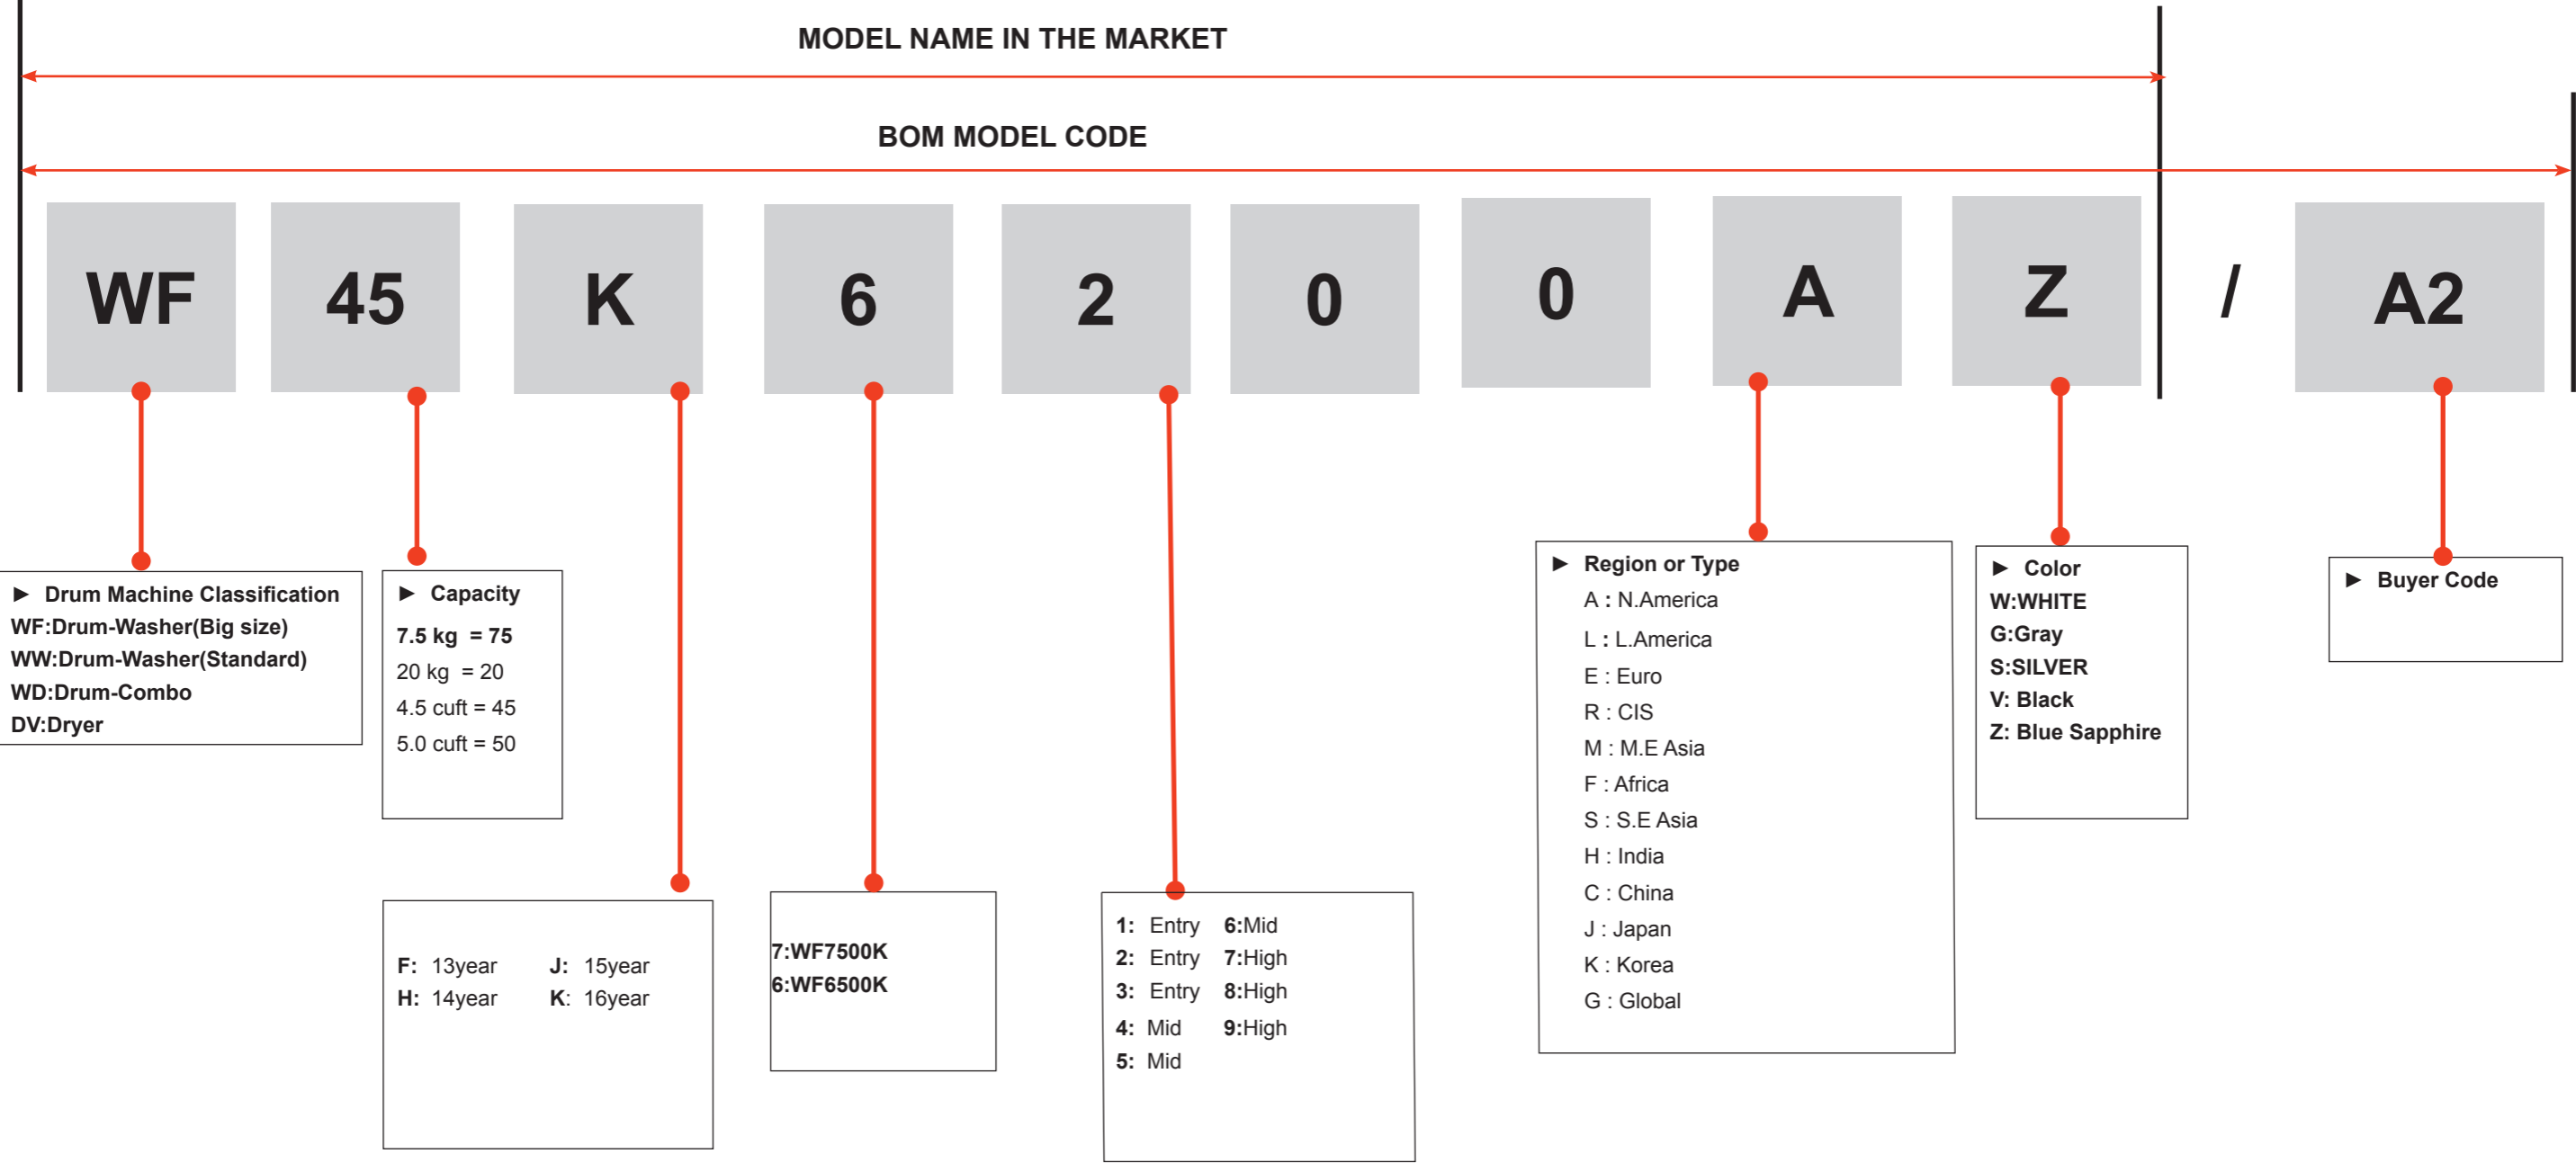 MODEL NAME IN THE MARKET
BOM MODEL CODE
WF 45 K 6 2 0 0 A Z / A2
► Drum Machine Classification
WF:Drum-Washer(Big size)
WW:Drum-Washer(Standard)
WD:Drum-Combo
DV:Dryer
► Capacity
7.5 kg = 75
20 kg = 20
4.5 cuft = 45
5.0 cuft = 50
F: 13year J: 15year
H: 14year K: 16year
7:WF7500K
6:WF6500K
1: Entry 6:Mid
2: Entry 7:High
3: Entry 8:High
4: Mid 9:High
5: Mid
► Region or Type
A : N.America
L : L.America
E : Euro
R : CIS
M : M.E Asia
F : Africa
S : S.E Asia
H : India
C : China
J : Japan
K : Korea
G : Global
► Color
W:WHITE
G:Gray
S:SILVER
V: Black
Z: Blue Sapphire
► Buyer Code